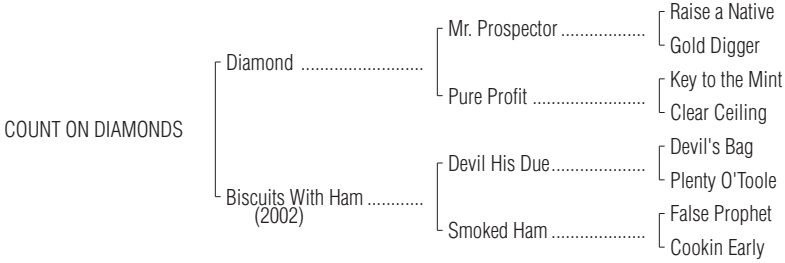 Raise a Native
Mr. Prospector ...................
Gold Digger
Diamond ..........................
Key to the Mint
Pure Profit ........................
Clear Ceiling
COUNT ON DIAMONDS
Devil's Bag
Devil His Due....................
Plenty O'Toole
Biscuits With Ham ............
(2002)
False Prophet
Smoked Ham ....................
Cookin Early